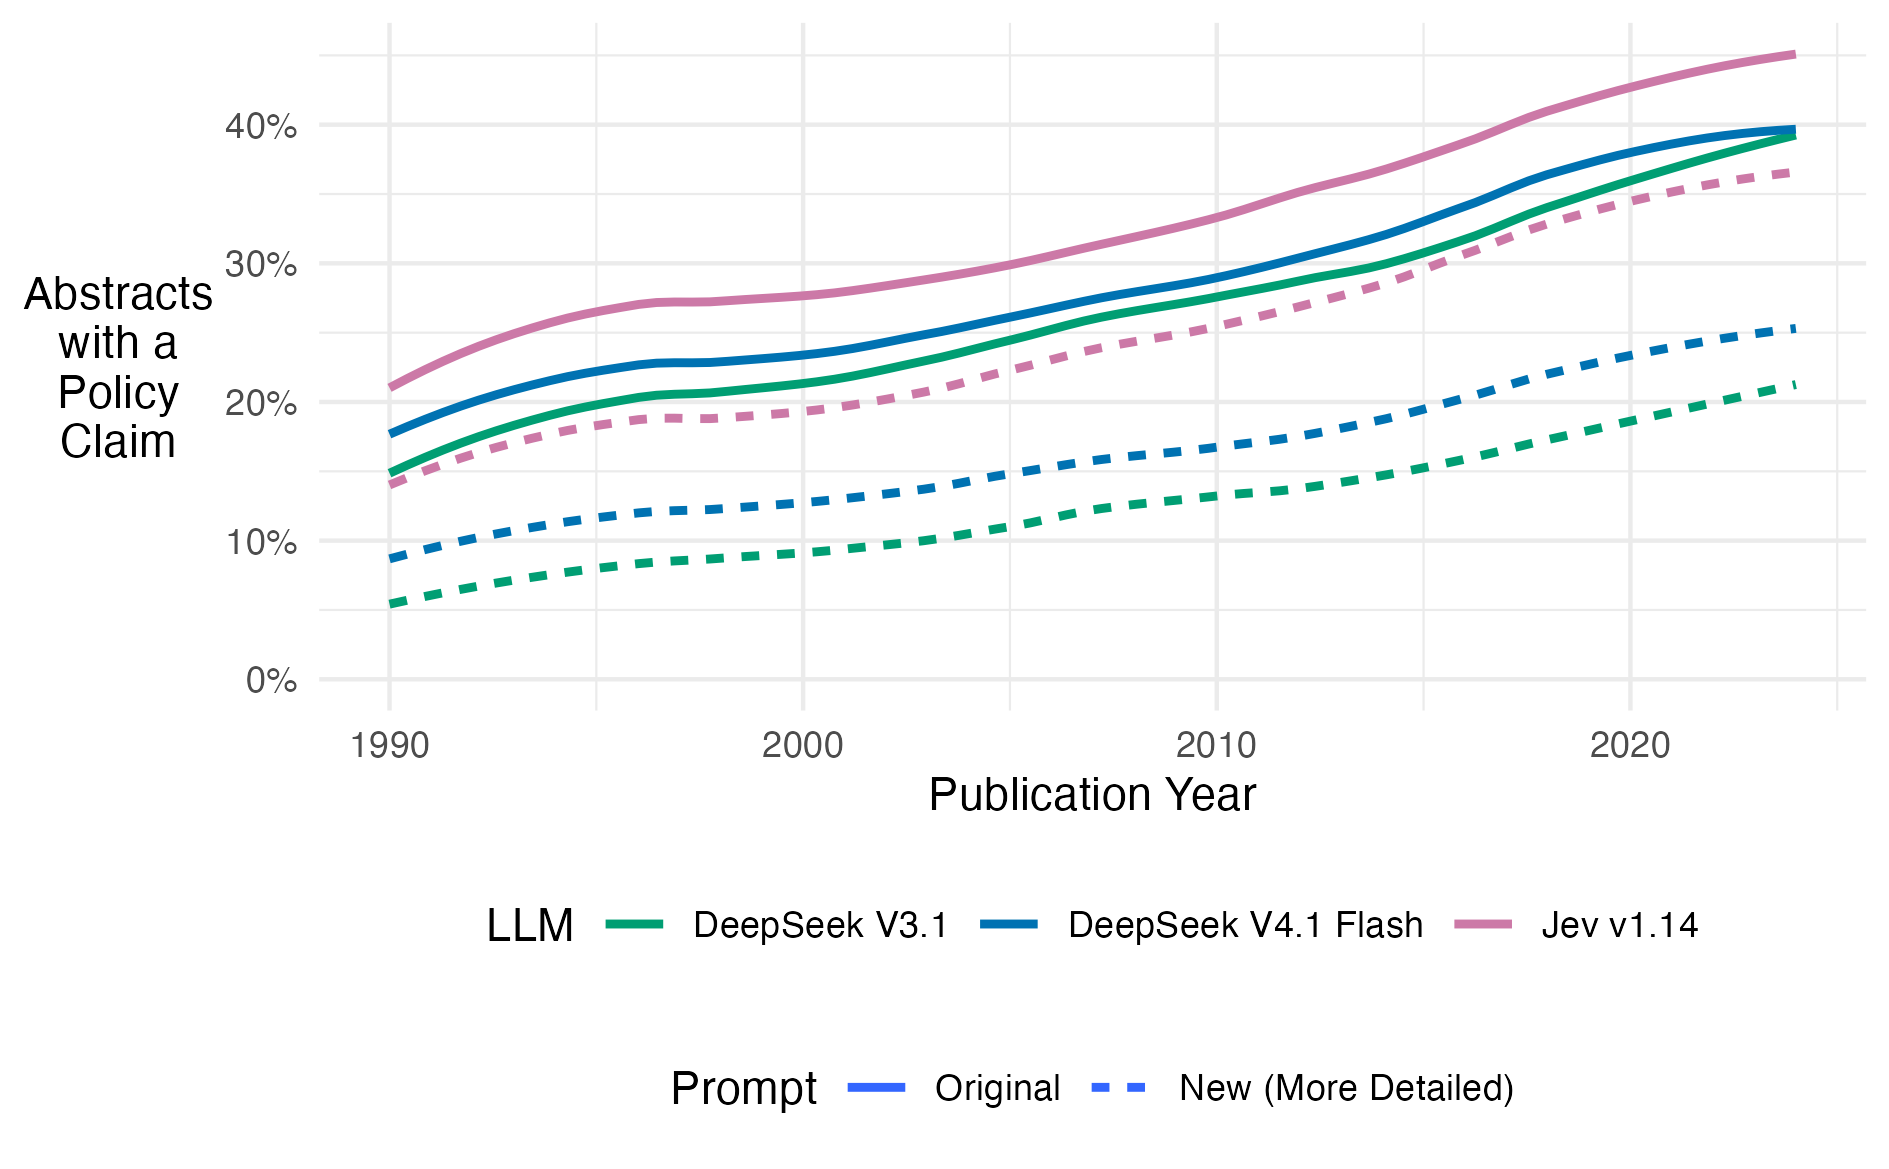 40%
30%
20%
10%
0%
Abstracts
with a
Policy
Claim
1990 2000 2010 2020
Publication Year
LLM DeepSeek V3.1 DeepSeek V4.1 Flash Jev v1.14
Prompt Original New (More Detailed)